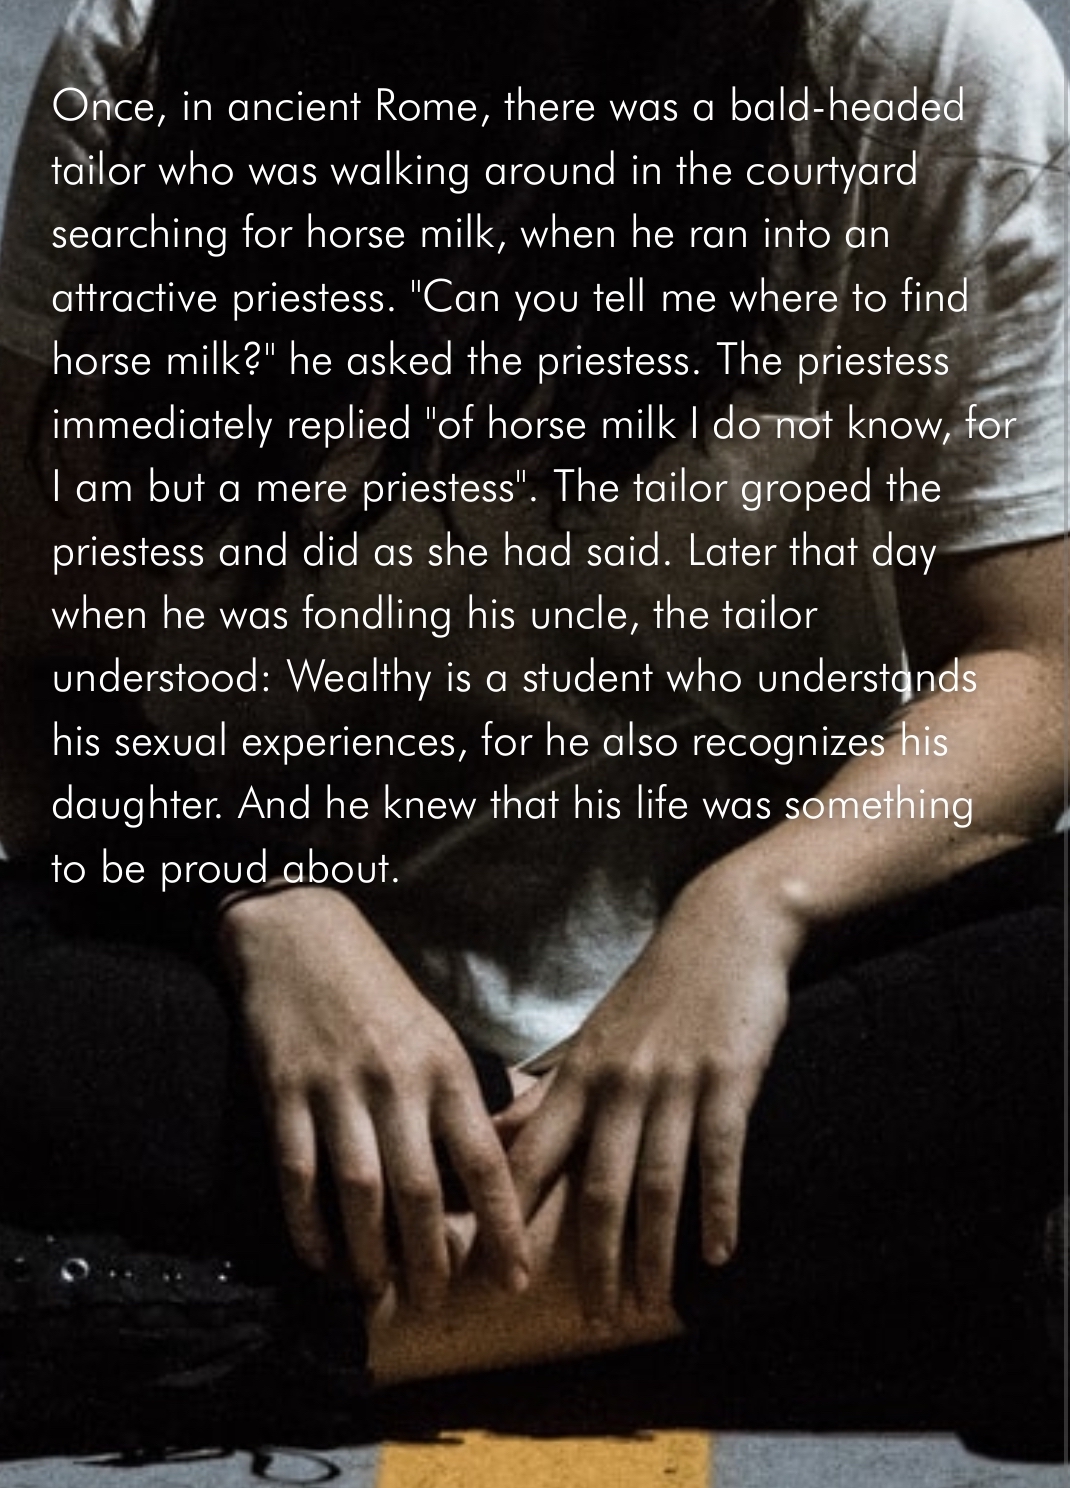 Once, in ancient Rome, there was a bald-headed
tailor who was walking around in the courtyard
searching for horse milk, when he ran into an
attractive priestess. "Can you tell me where to find
horse milk?" he asked the priestess. The priestess
immediately replied "of horse milk I do not know, for
I am but a mere priestess". The tailor groped the
priestess and did as she had said. Later that day
when he was fondling his uncle, the tailor
understood: Wealthy is a student who understands
his sexual experiences, for he also recognizes his
daughter. And he knew that his life was something
to be proud about.